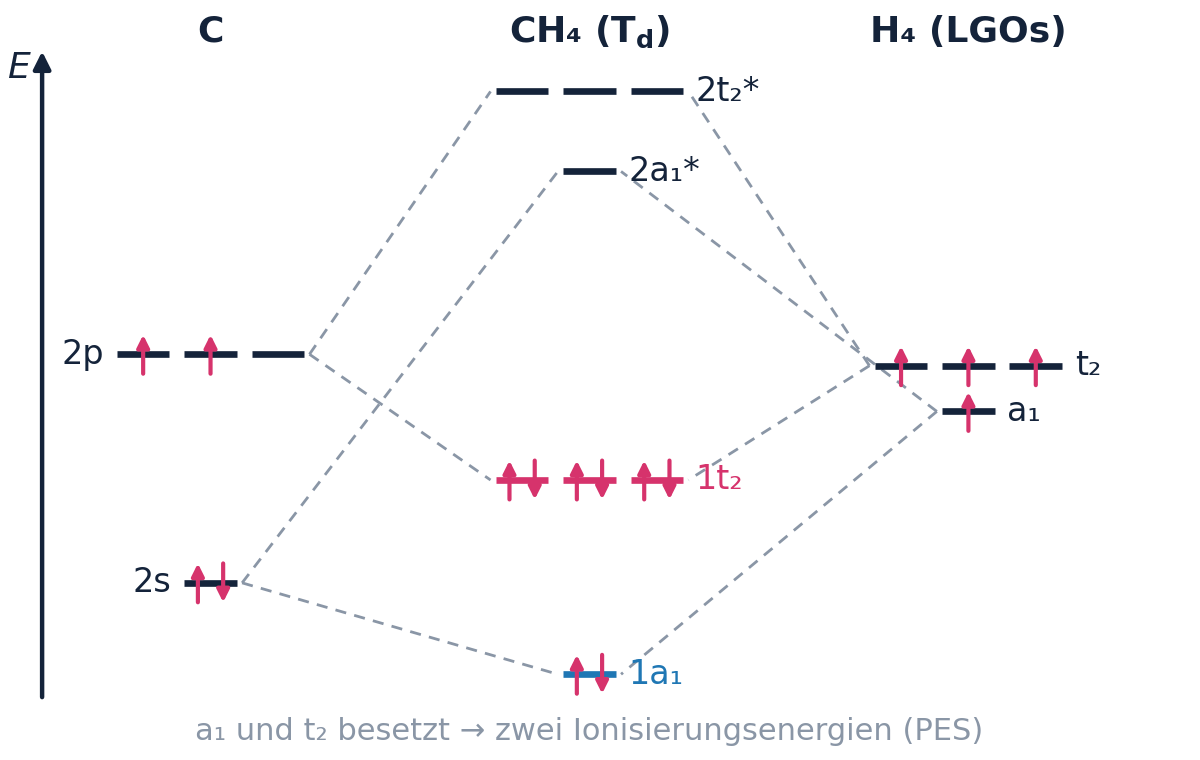 C
CH₄ (T_d)
H₄ (LGOs)
E
2t₂*
2a₁*
2p
t₂
a₁
1t₂
2s
1a₁
a₁ und t₂ besetzt → zwei Ionisierungsenergien (PES)